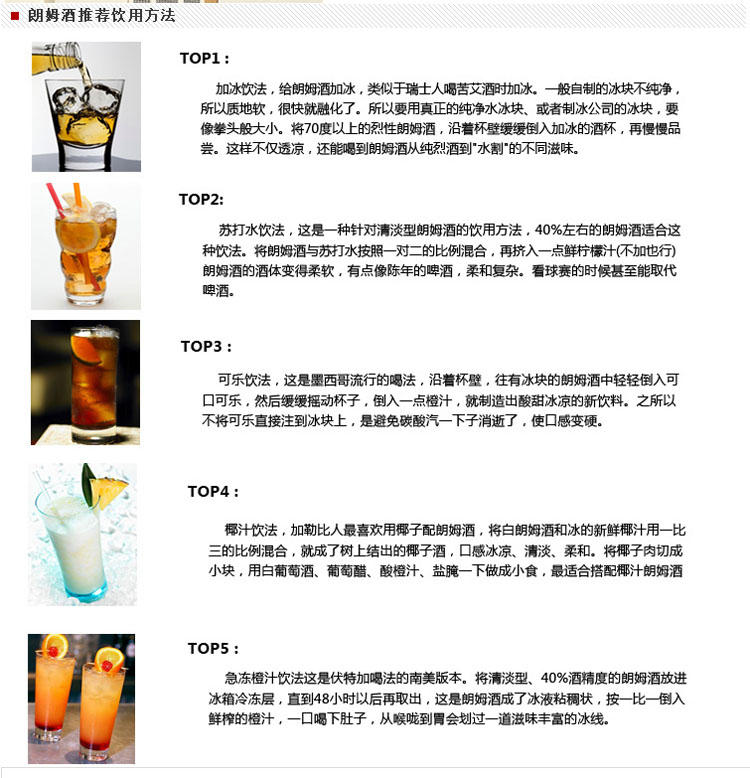 朗姆酒推荐饮用方法
TOP1：
加冰饮法，给朗姆酒加冰，类似于瑞士人喝苦艾酒时加冰。一般自制的冰块不纯净，
所以质地软，很快就融化了。所以要用真正的纯净水冰块、或者制冰公司的冰块，要
像拳头般大小。将70度以上的烈性朗姆酒，沿着杯壁缓缓倒入加冰的酒杯，再慢慢品
尝。这样不仅透凉，还能喝到朗姆酒从纯烈酒到"水割"的不同滋味。
TOP2:
苏打水饮法，这是一种针对清淡型朗姆酒的饮用方法，40%左右的朗姆酒适合这
种饮法。将朗姆酒与苏打水按照一对二的比例混合，再挤入一点鲜柠檬汁(不加也行)
朗姆酒的酒体变得柔软，有点像陈年的啤酒，柔和复杂。看球赛的时候甚至能取代
啤酒。
TOP3：
可乐饮法，这是墨西哥流行的喝法，沿着杯壁，往有冰块的朗姆酒中轻轻倒入可
口可乐，然后缓缓摇动杯子，倒入一点橙汁，就制造出酸甜冰凉的新饮料。之所以
不将可乐直接注到冰块上，是避免碳酸汽一下子消逝了，使口感变硬。
TOP4：
椰汁饮法，加勒比人最喜欢用椰子配朗姆酒，将白朗姆酒和冰的新鲜椰汁用一比
三的比例混合，就成了树上结出的椰子酒，口感冰凉、清淡、柔和。将椰子肉切成
小块，用白葡萄酒、葡萄醋、酸橙汁、盐腌一下做成小食，最适合搭配椰汁朗姆酒
TOP5：
急冻橙汁饮法这是伏特加喝法的南美版本。将清淡型、40%酒精度的朗姆酒放进
冰箱冷冻层，直到48小时以后再取出，这是朗姆酒成了冰液粘稠状，按一比一倒入
鲜榨的橙汁，一口喝下肚子，从喉咙到胃会划过一道滋味丰富的冰线。